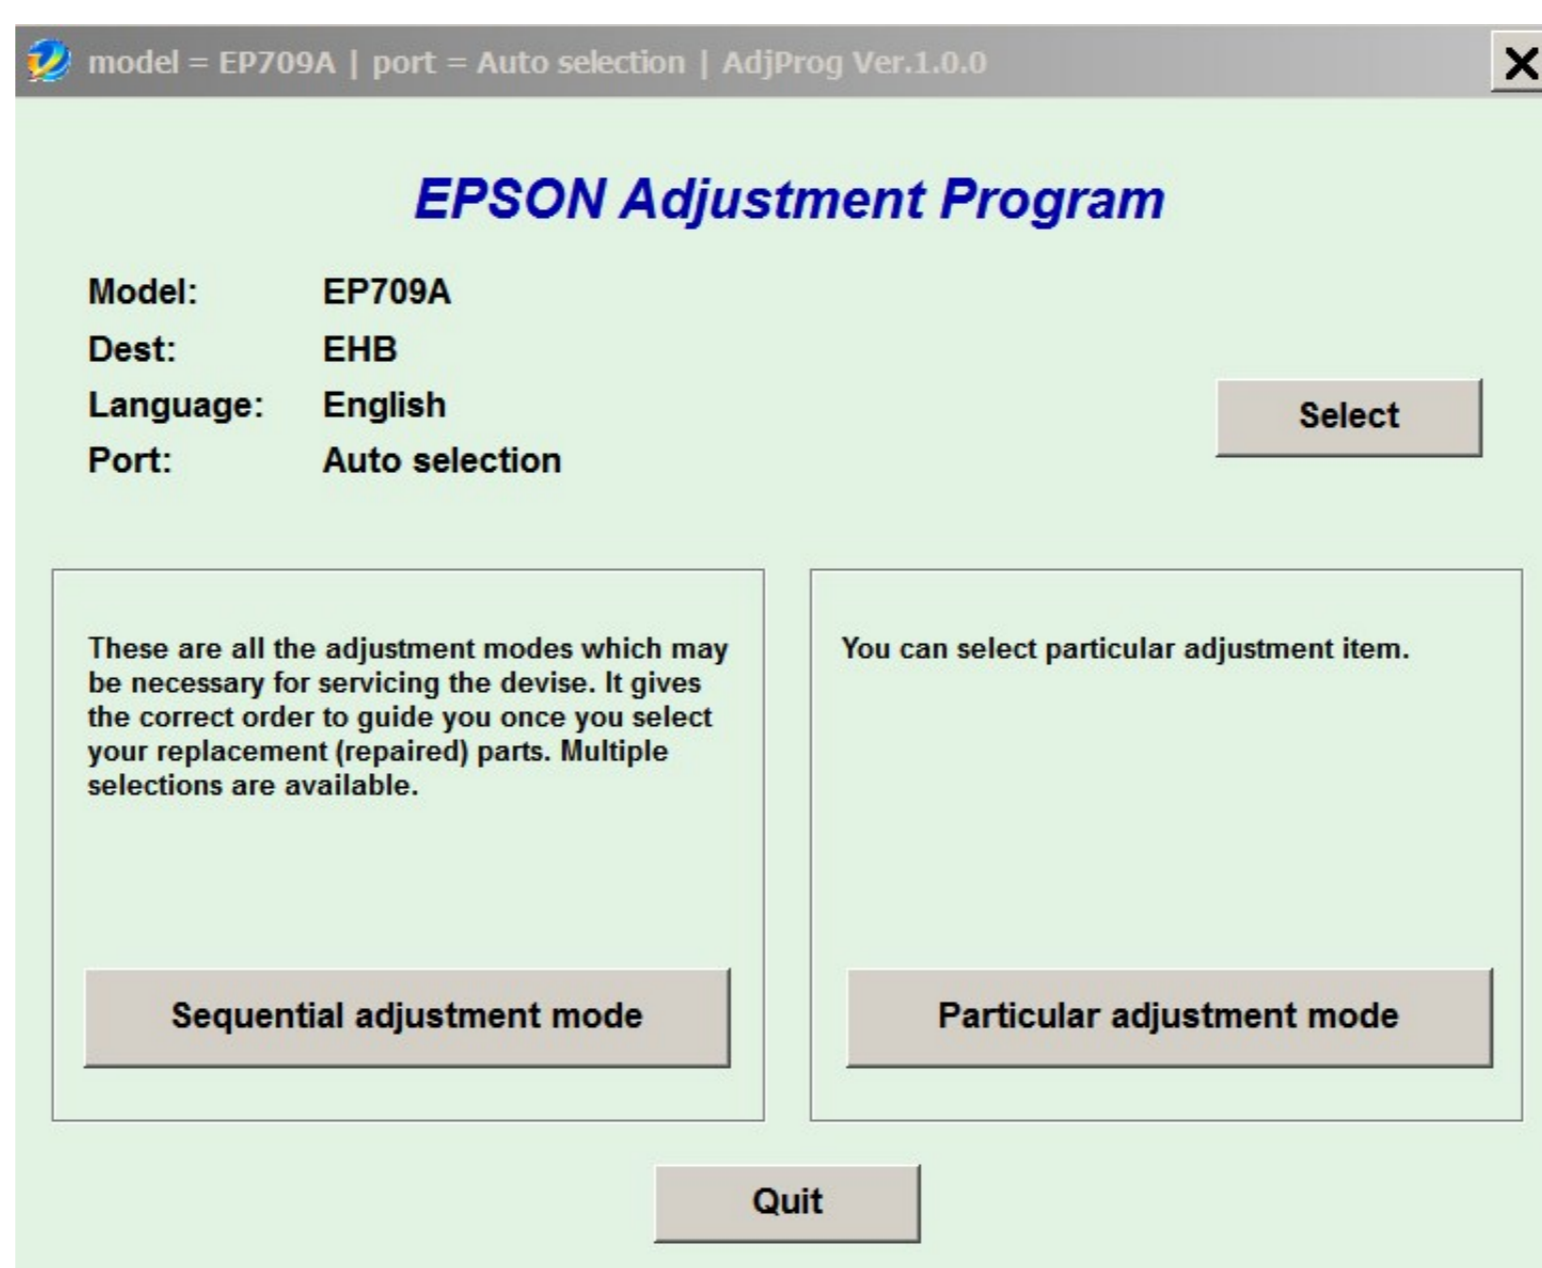 model = EP709A | port = Auto selection | AdjProg Ver.1.0.0
EPSON Adjustment Program
Model: EP709A
Dest: EHB
Language: English
Port: Auto selection
Select
These are all the adjustment modes which may
be necessary for servicing the devise. It gives
the correct order to guide you once you select
your replacement (repaired) parts. Multiple
selections are available.
Sequential adjustment mode
You can select particular adjustment item.
Particular adjustment mode
Quit